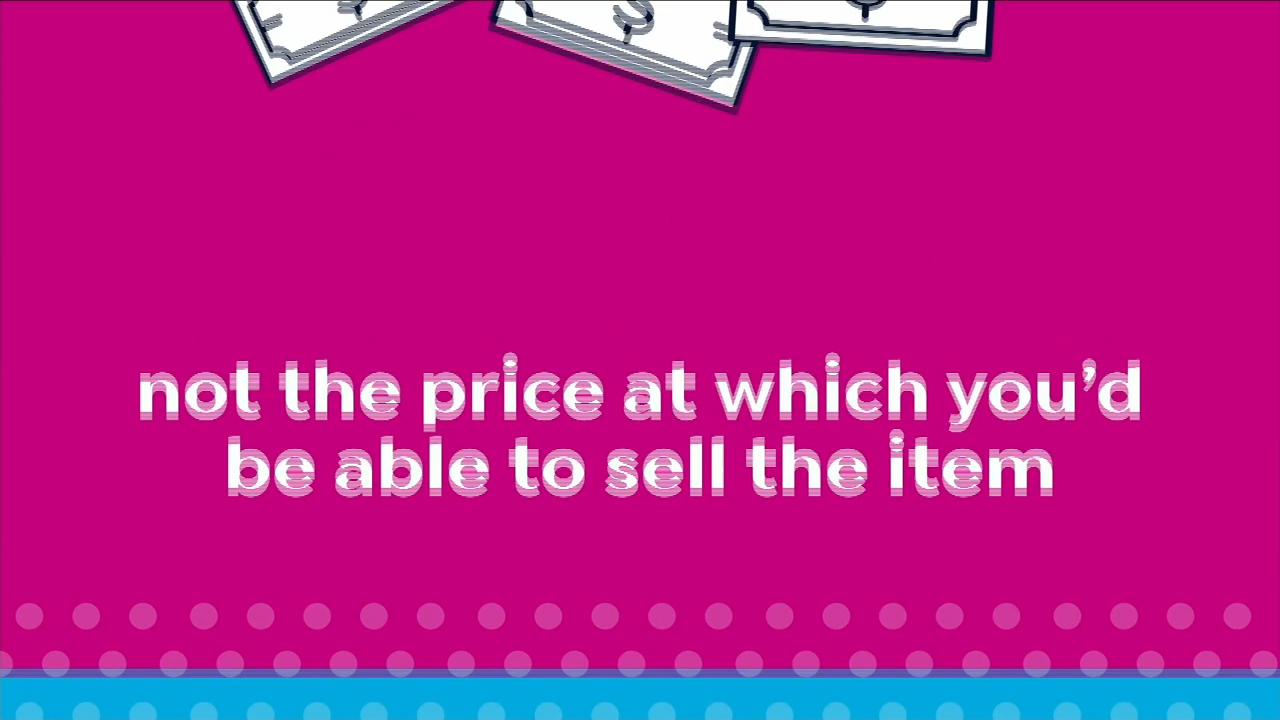 not the price at which you’d
be able to sell the item